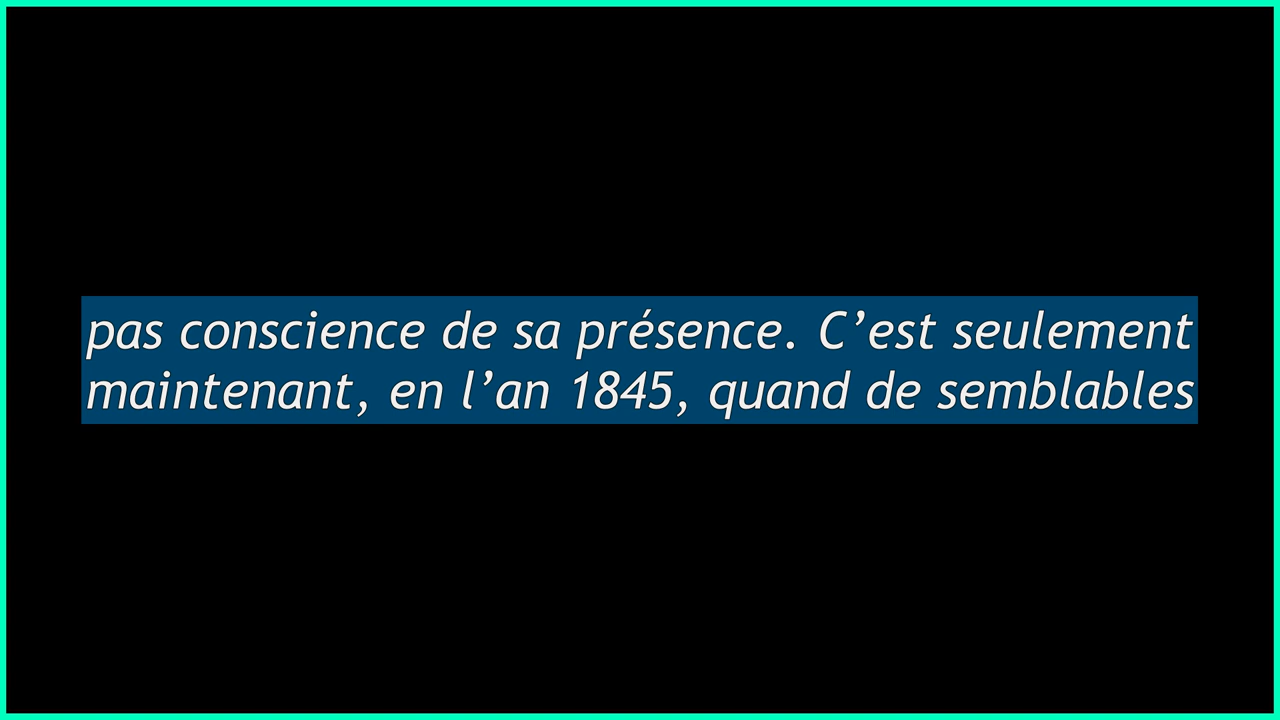 pas conscience de sa présence. C’est seulement
maintenant, en l’an 1845, quand de semblables